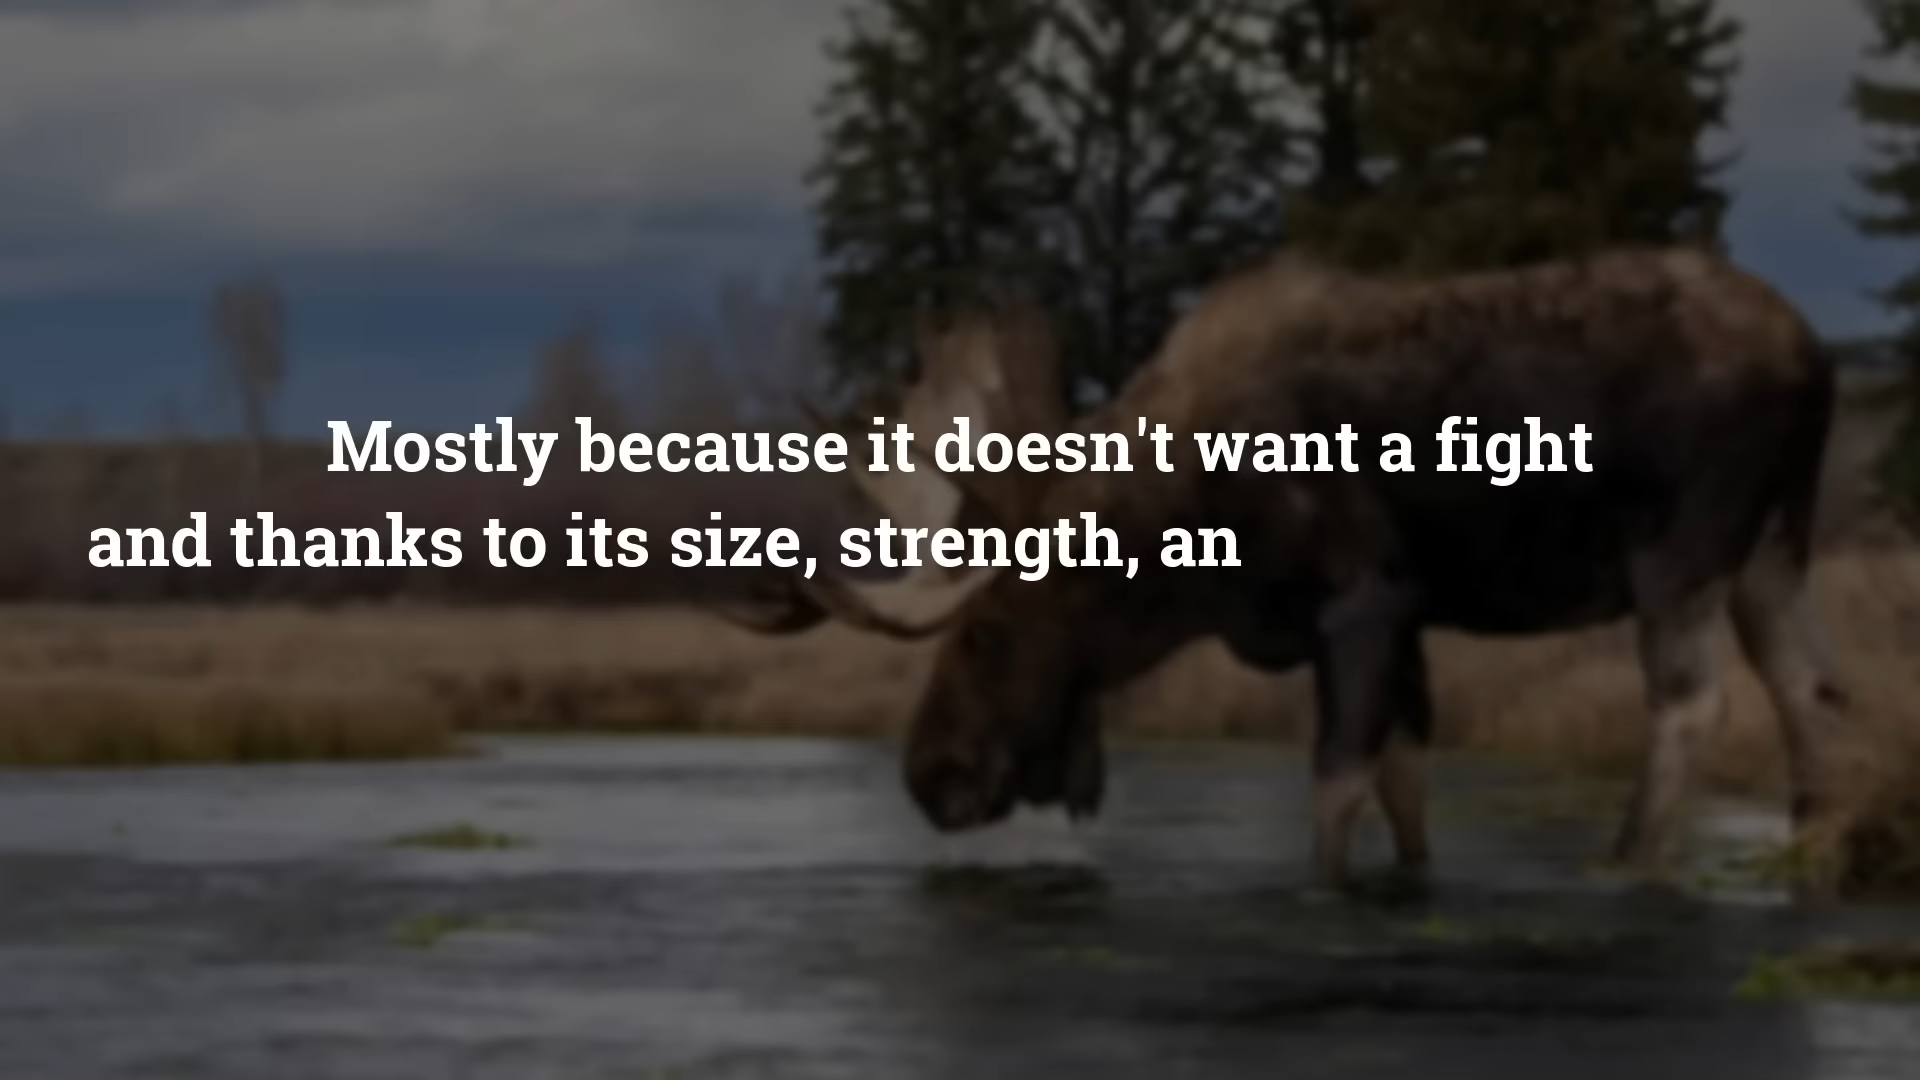 Mostly because it doesn't want a fight
and thanks to its size, strength, an